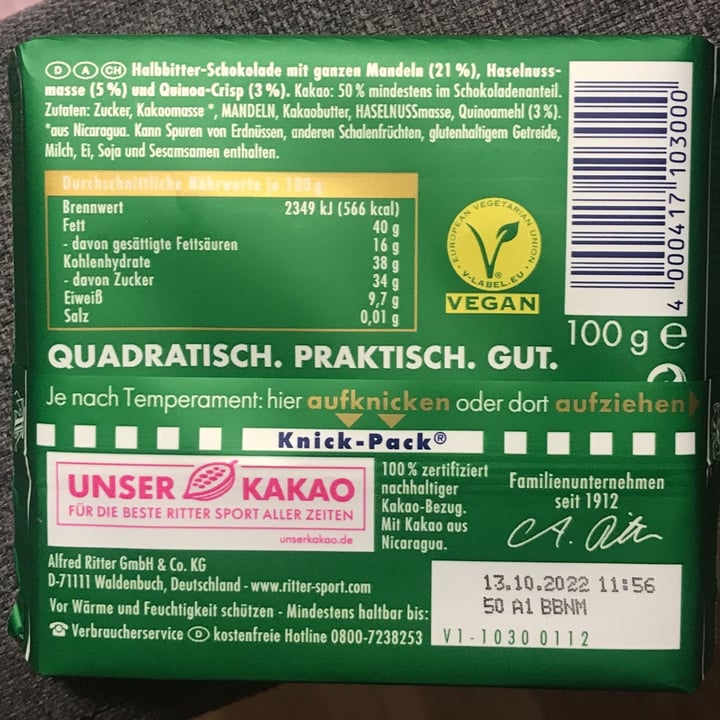 D A CH Halbbitter-Schokolade mit ganzen Mandeln (21 %), Haselnuss-
masse (5 %) und Quinoa-Crisp (3 %). Kakao: 50 % mindestens im Schokoladenanteil.
Zutaten: Zucker, Kakaomasse *, MANDELN, Kakaobutter, HASELNUSSmasse, Quinoamehl (3 %).
*aus Nicaragua. Kann Spuren von Erdnüssen, anderen Schalenfrüchten, glutenhaltigem Getreide,
Milch, Ei, Soja und Sesamsamen enthalten.
Durchschnittliche Nährwerte je 100 g:
Brennwert 2349 kJ (566 kcal)
Fett 40 g
- davon gesättigte Fettsäuren 16 g
Kohlenhydrate 38 g
- davon Zucker 34 g
Eiweiß 9,7 g
Salz 0,01 g
EUROPEAN VEGETARIAN UNION
V-LABEL.EU
VEGAN
4 000417 103000
100 g e
QUADRATISCH. PRAKTISCH. GUT.
Je nach Temperament: hier aufknicken oder dort aufziehen
Knick-Pack®
UNSER KAKAO
FÜR DIE BESTE RITTER SPORT ALLER ZEITEN
unserkakao.de
100 % zertifiziert
nachhaltiger
Kakao-Bezug.
Mit Kakao aus
Nicaragua.
Familienunternehmen
seit 1912
Alfred Ritter GmbH & Co. KG
D-71111 Waldenbuch, Deutschland - www.ritter-sport.com
Vor Wärme und Feuchtigkeit schützen - Mindestens haltbar bis:
Verbraucherservice D kostenfreie Hotline 0800-7238253
13.10.2022 11:56
50 A1 BBNM
V1-1030 0112